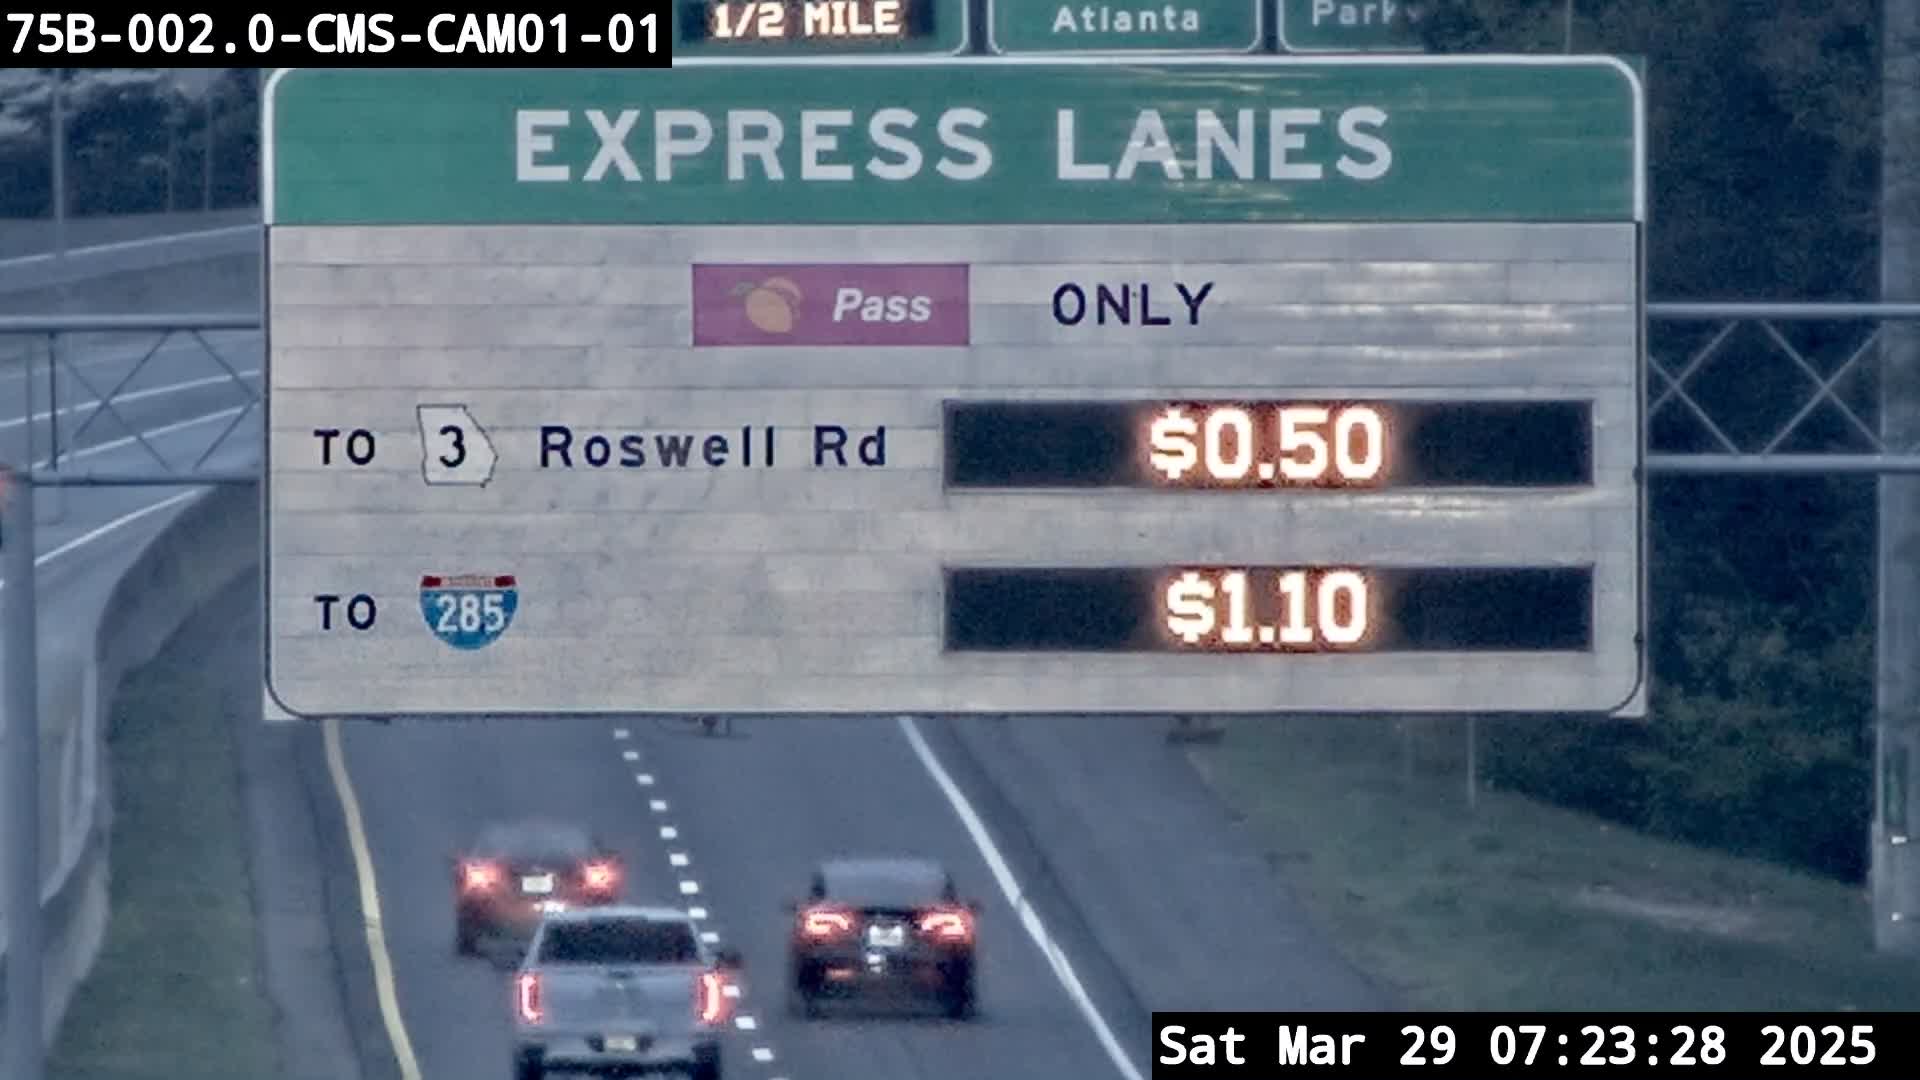 75B-002.0-CMS-CAM01-01
1/2 MILE
Atlanta
EXPRESS LANES
Pass ONLY
TO 3 Roswell Rd $0.50
TO 285 $1.10
Sat Mar 29 07:23:28 2025